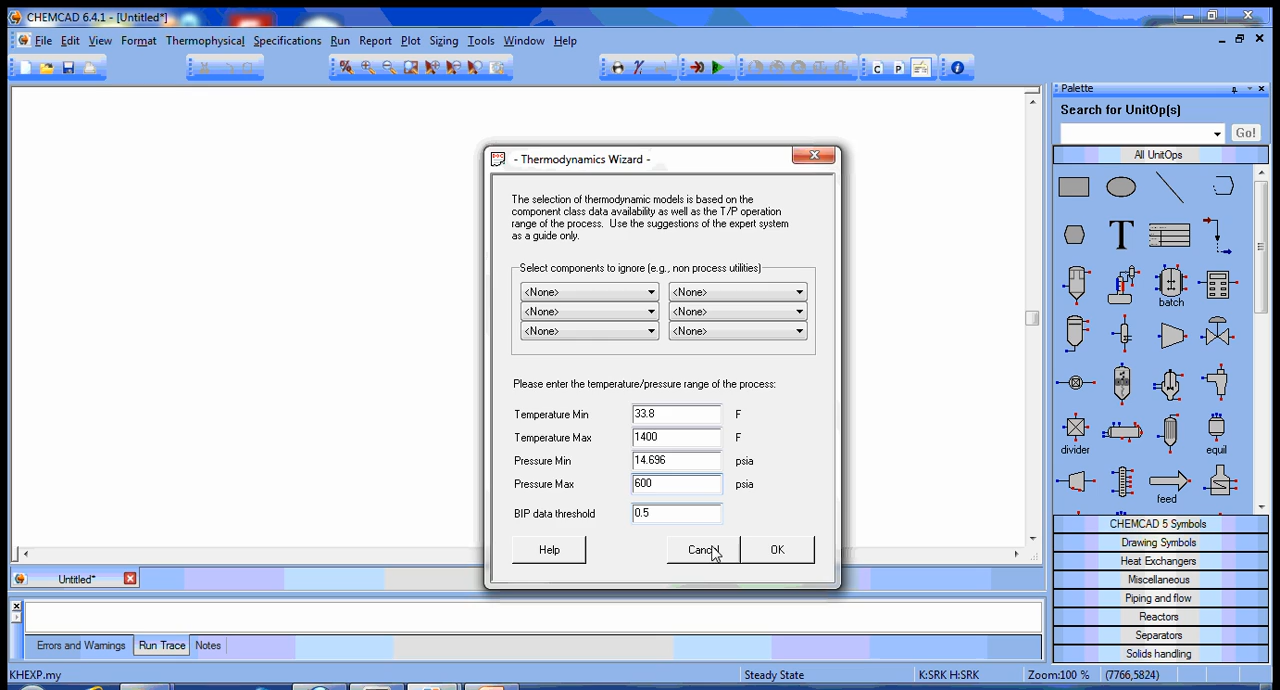 CHEMCAD 6.4.1 - [Untitled*]
File Edit View Format Thermophysical Specifications Run Report Plot Sizing Tools Window Help
C P
Palette
Search for UnitOp(s)
Go!
All UnitOps
T
batch
divider
equil
feed
CHEMCAD 5 Symbols
Drawing Symbols
Heat Exchangers
Miscellaneous
Piping and flow
Reactors
Separators
Solids handling
- Thermodynamics Wizard -
The selection of thermodynamic models is based on the
component class data availability as well as the T/P operation
range of the process. Use the suggestions of the expert system
as a guide only.
Select components to ignore (e.g., non process utilities)
<None> <None>
<None> <None>
<None> <None>
Please enter the temperature/pressure range of the process:
Temperature Min 33.8 F
Temperature Max 1400 F
Pressure Min 14.696 psia
Pressure Max 600 psia
BIP data threshold 0.5
Help Cancel OK
Untitled*
Errors and Warnings Run Trace Notes
KHEXP.my Steady State K:SRK H:SRK Zoom:100 % (7766,5824)